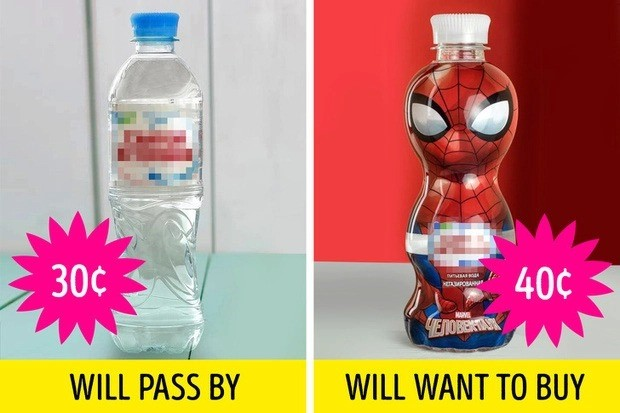 30¢
WILL PASS BY
ПИТЬЕВАЯ ВОДА
MARVEL
40¢
WILL WANT TO BUY